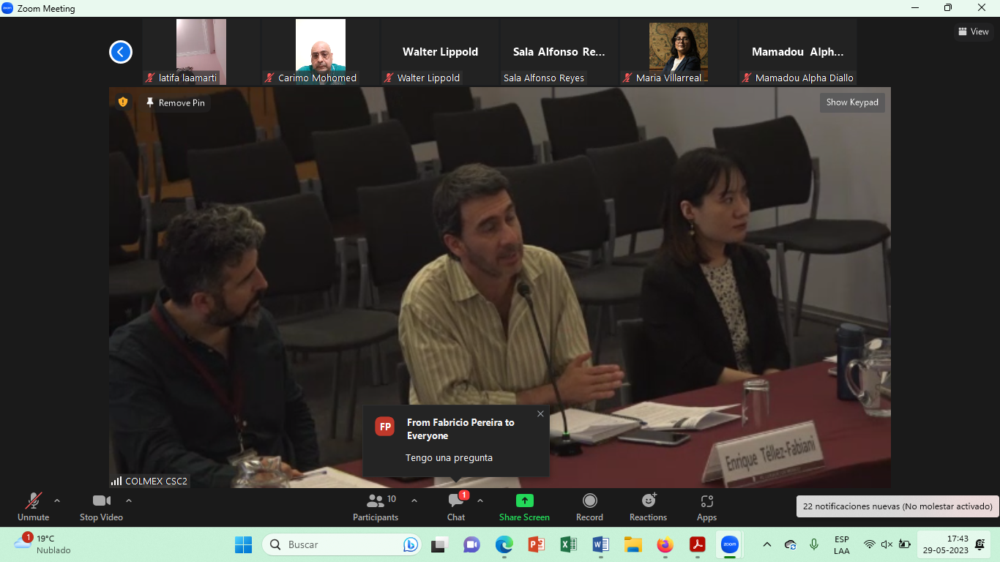 Zoom Meeting
View
latifa laamarti
Carimo Mohomed
Walter Lippold
Walter Lippold
Sala Alfonso Re...
Sala Alfonso Reyes
Maria Villarreal
Mamadou Alph...
Mamadou Alpha Diallo
Remove Pin
Show Keypad
Enrique Téllez-Fabiani
FP
From Fabricio Pereira to
Everyone
Tengo una pregunta
COLMEX CSC2
Unmute
Stop Video
10
Participants
1
Chat
Share Screen
Record
Reactions
Apps
22 notificaciones nuevas (No molestar activado)
1
19°C
Nublado
Buscar
zoom
ESP
LAA
17:43
29-05-2023